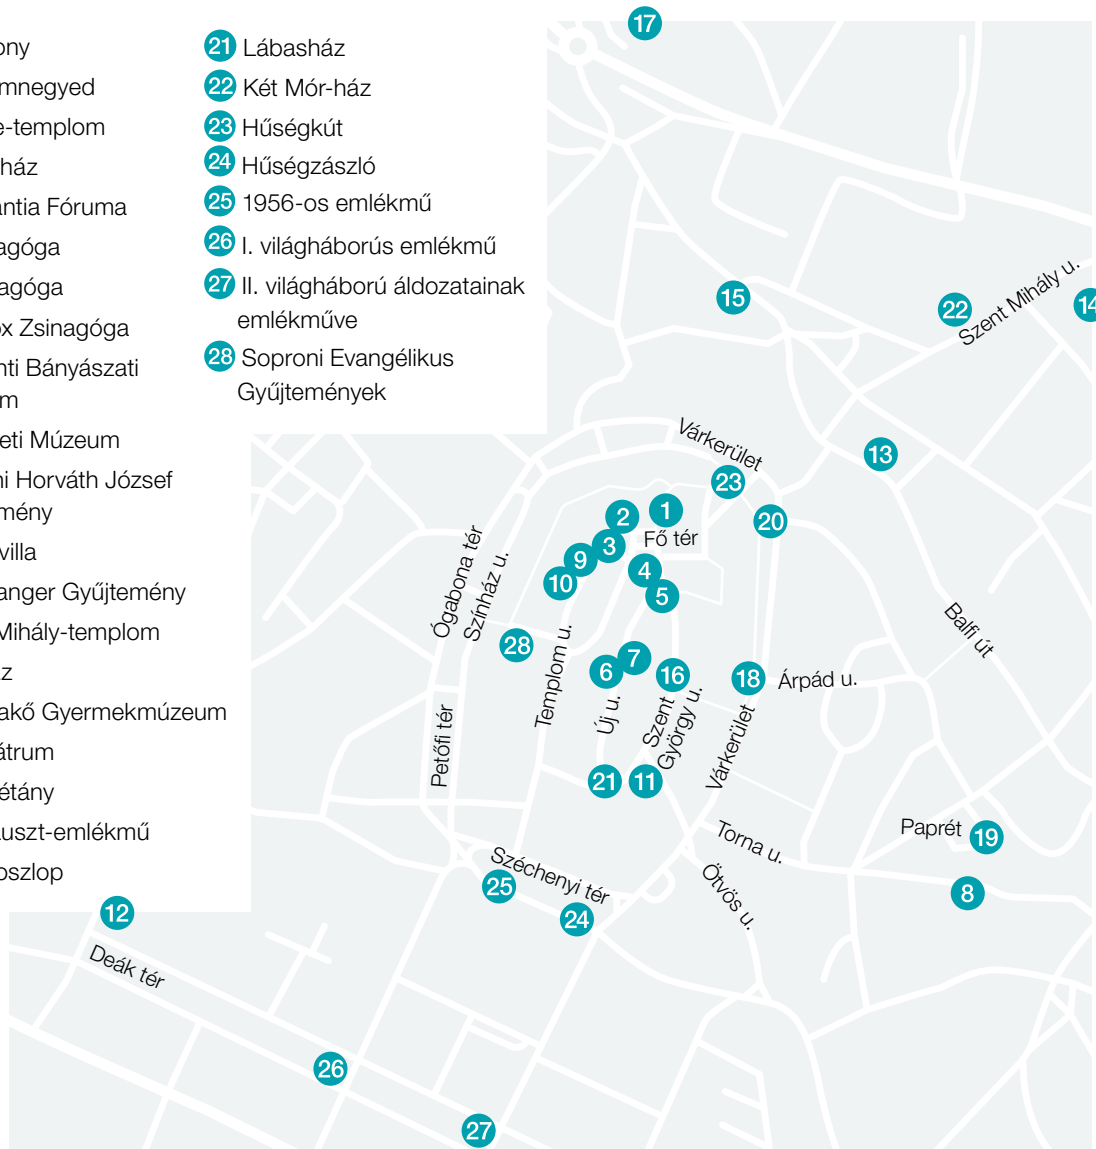 ony
mnegyed
e-templom
ház
antia Fóruma
agóga
agóga
ox Zsinagóga
nti Bányászati
m
eti Múzeum
ni Horváth József
mény
villa
anger Gyűjtemény
Mihály-templom
z
akő Gyermekmúzeum
átrum
étány
uszt-emlékmű
oszlop
21 Lábasház
22 Két Mór-ház
23 Hűségkút
24 Hűségzászló
25 1956-os emlékmű
26 I. világháborús emlékmű
27 II. világháború áldozatainak
emlékműve
28 Soproni Evangélikus
Gyűjtemények
17
15
22
Szent Mihály u.
14
Várkerület
13
23
20
1
2
Fő tér
3
9
4
10
5
Ógabona tér
Színház u.
28
Templom u.
6
7
16
18
Árpád u.
Balfi út
Új u.
Szent
György u.
Várkerület
Petőfi tér
21
11
Torna u.
Paprét
19
8
Ötvös u.
Széchenyi tér
25
24
12
Deák tér
26
27